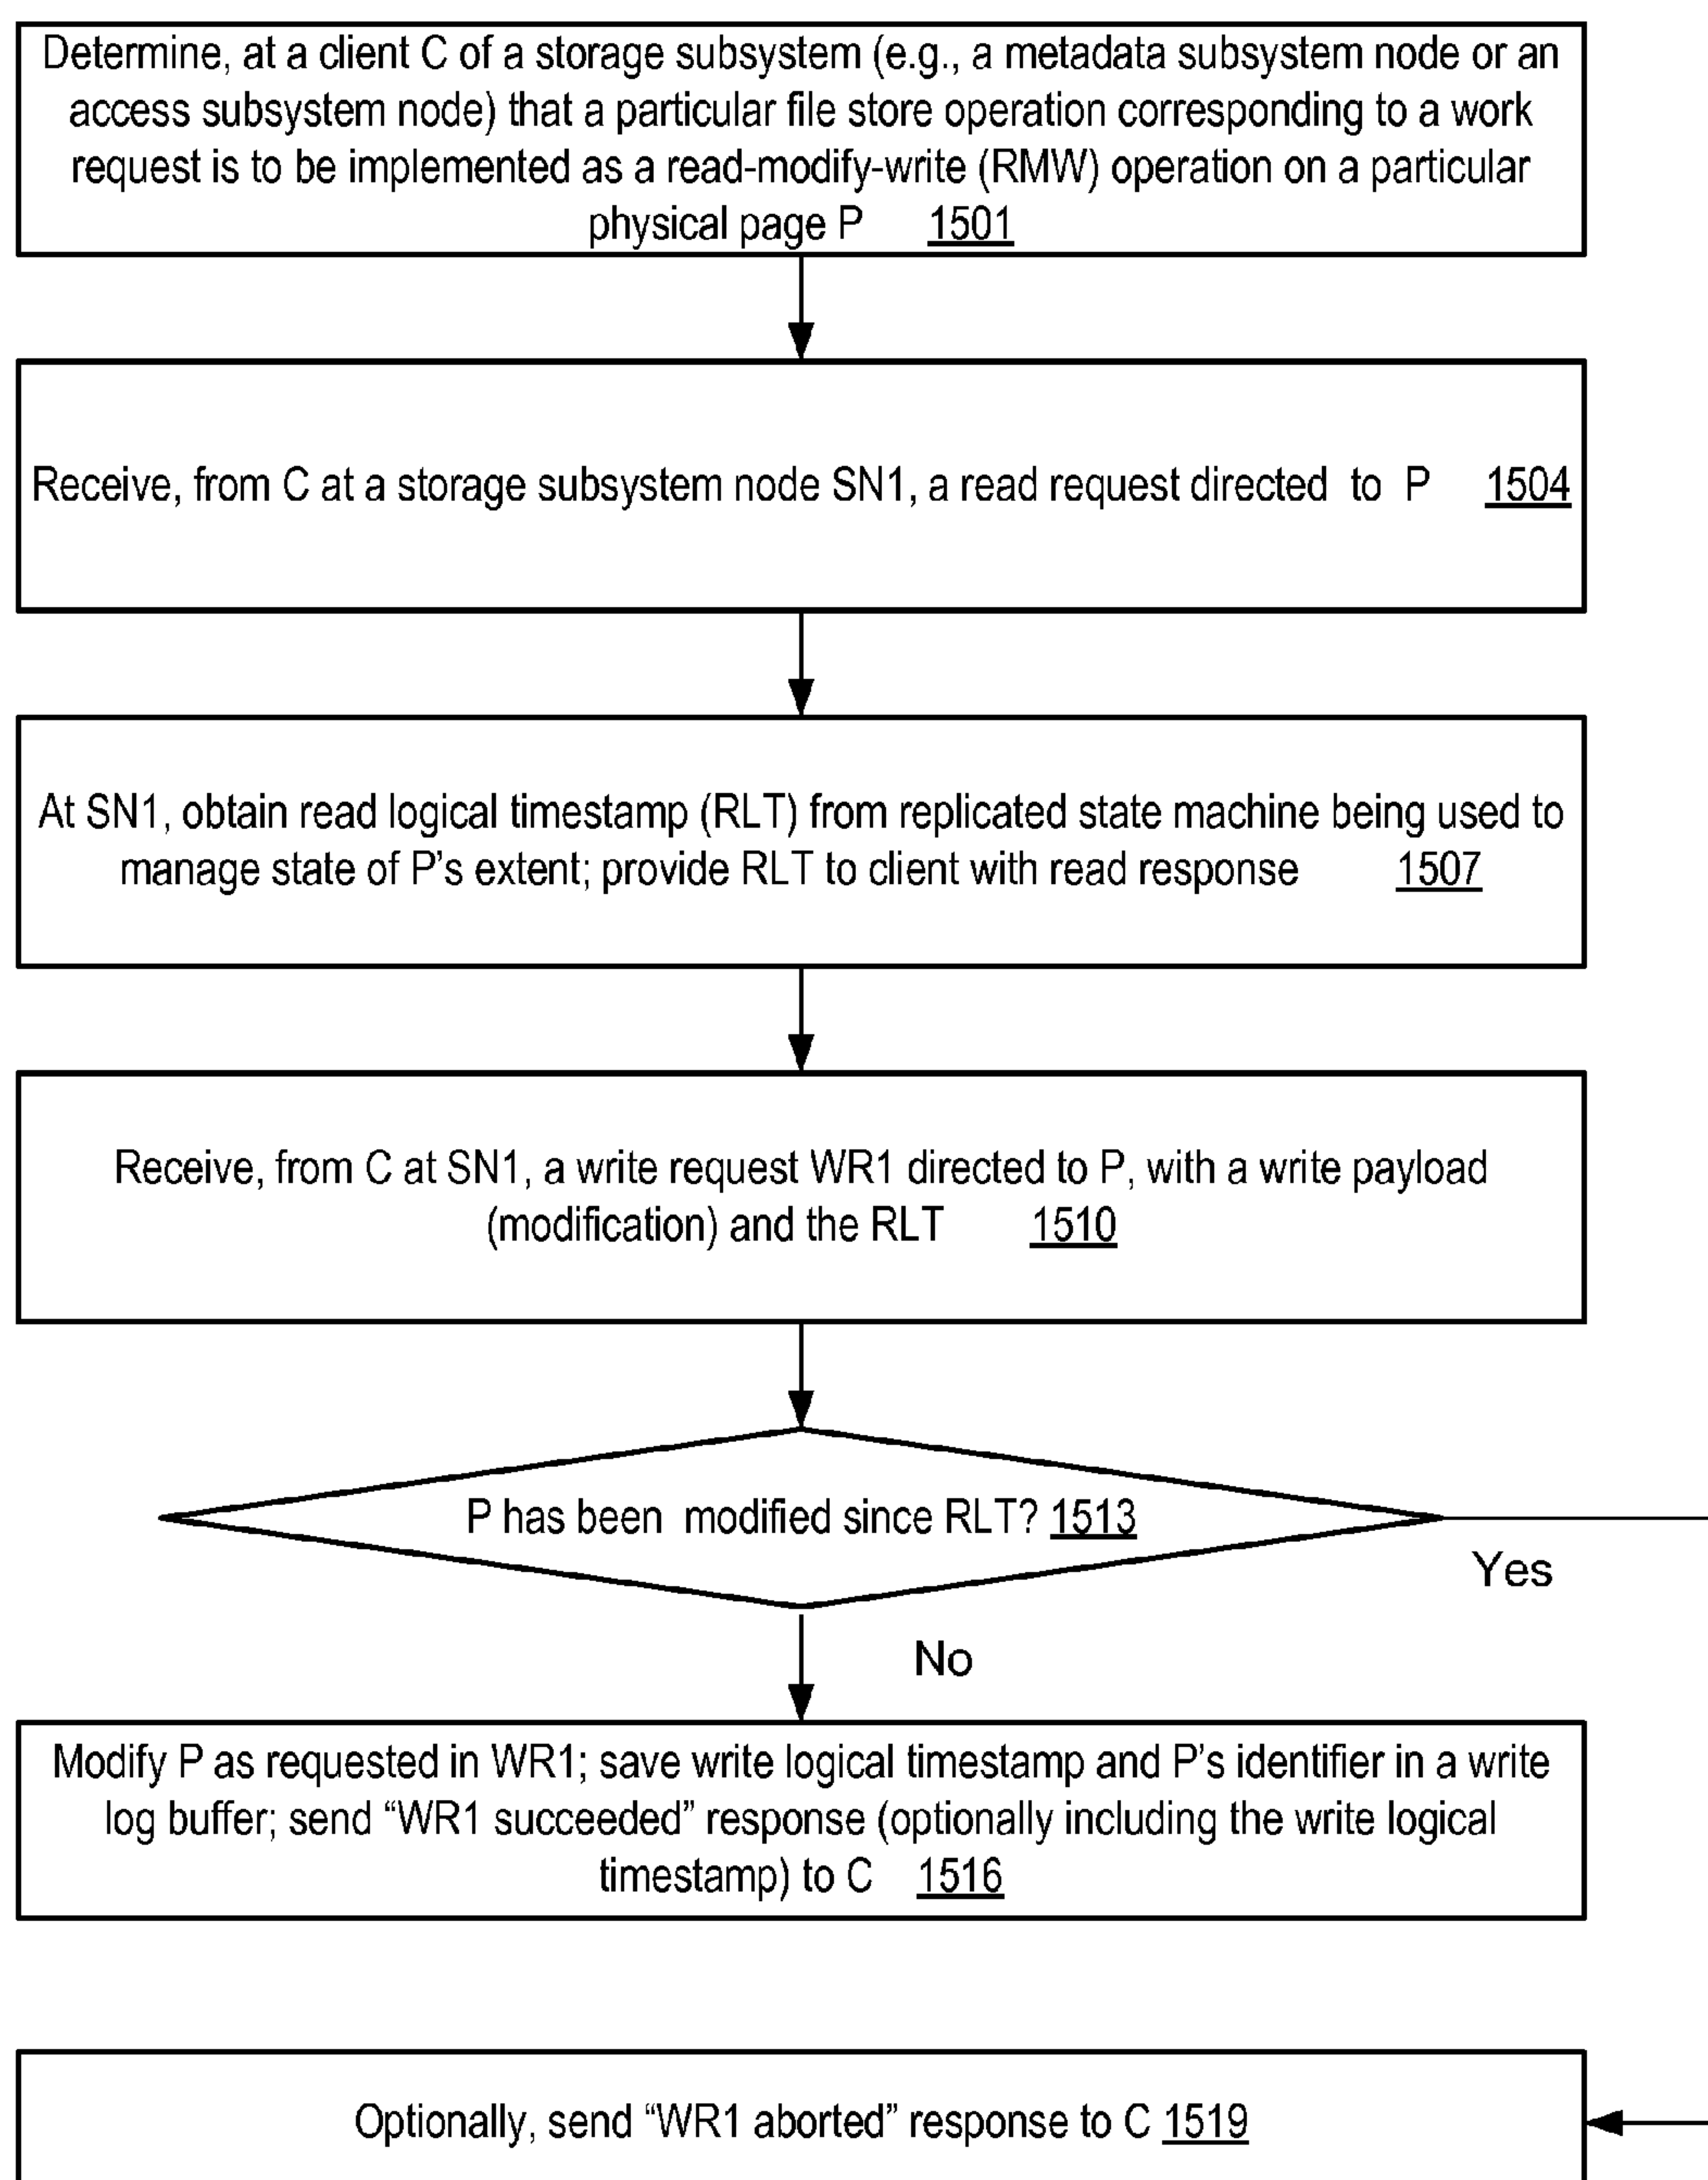 Determine, at a client C of a storage subsystem (e.g., a metadata subsystem node or an
access subsystem node) that a particular file store operation corresponding to a work
request is to be implemented as a read-modify-write (RMW) operation on a particular
physical page P 1501
Receive, from C at a storage subsystem node SN1, a read request directed to P 1504
At SN1, obtain read logical timestamp (RLT) from replicated state machine being used to
manage state of P's extent; provide RLT to client with read response 1507
Receive, from C at SN1, a write request WR1 directed to P, with a write payload
(modification) and the RLT 1510
P has been modified since RLT? 1513
Yes
No
Modify P as requested in WR1; save write logical timestamp and P's identifier in a write
log buffer; send “WR1 succeeded” response (optionally including the write logical
timestamp) to C 1516
Optionally, send “WR1 aborted” response to C 1519